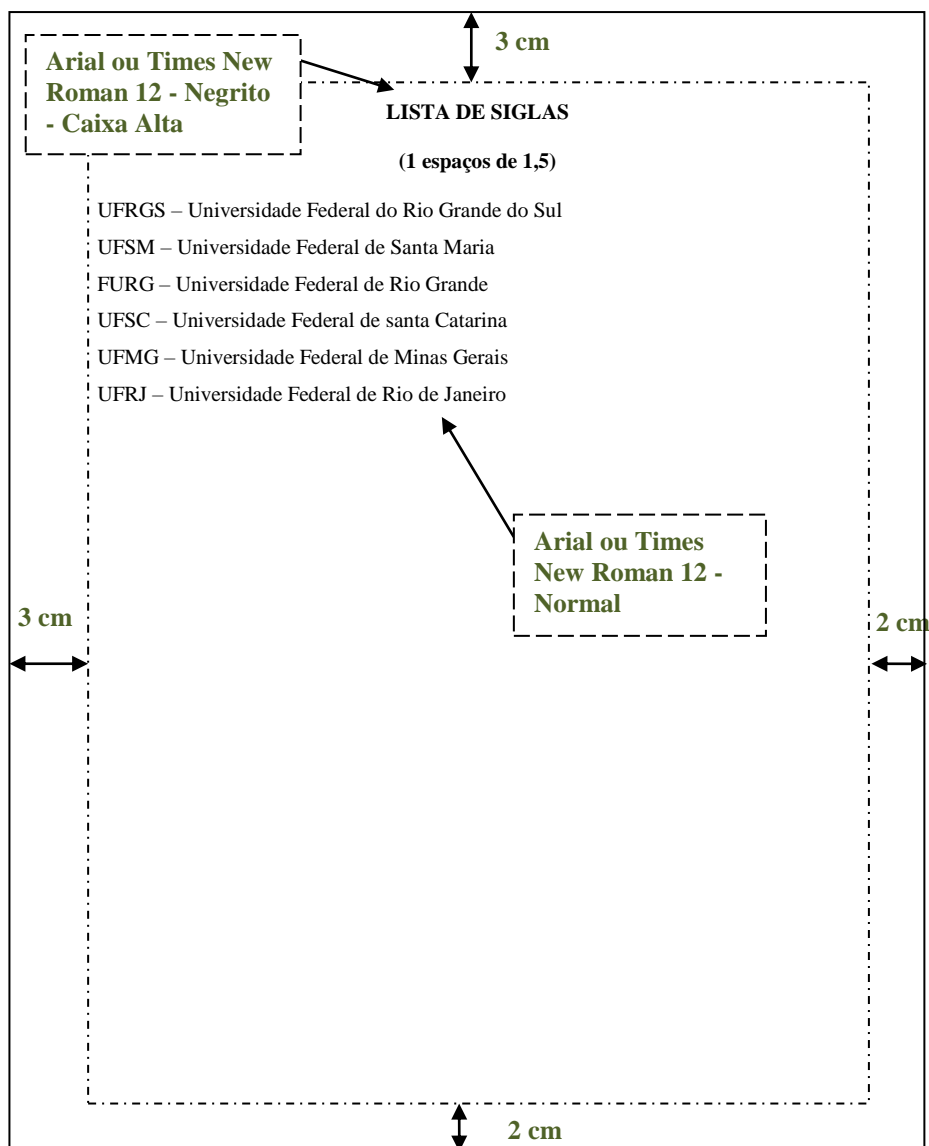 3 cm
Arial ou Times New
Roman 12 - Negrito
- Caixa Alta
LISTA DE SIGLAS
(1 espaços de 1,5)
UFRGS – Universidade Federal do Rio Grande do Sul
UFSM – Universidade Federal de Santa Maria
FURG – Universidade Federal de Rio Grande
UFSC – Universidade Federal de santa Catarina
UFMG – Universidade Federal de Minas Gerais
UFRJ – Universidade Federal de Rio de Janeiro
Arial ou Times
New Roman 12 -
Normal
3 cm
2 cm
2 cm